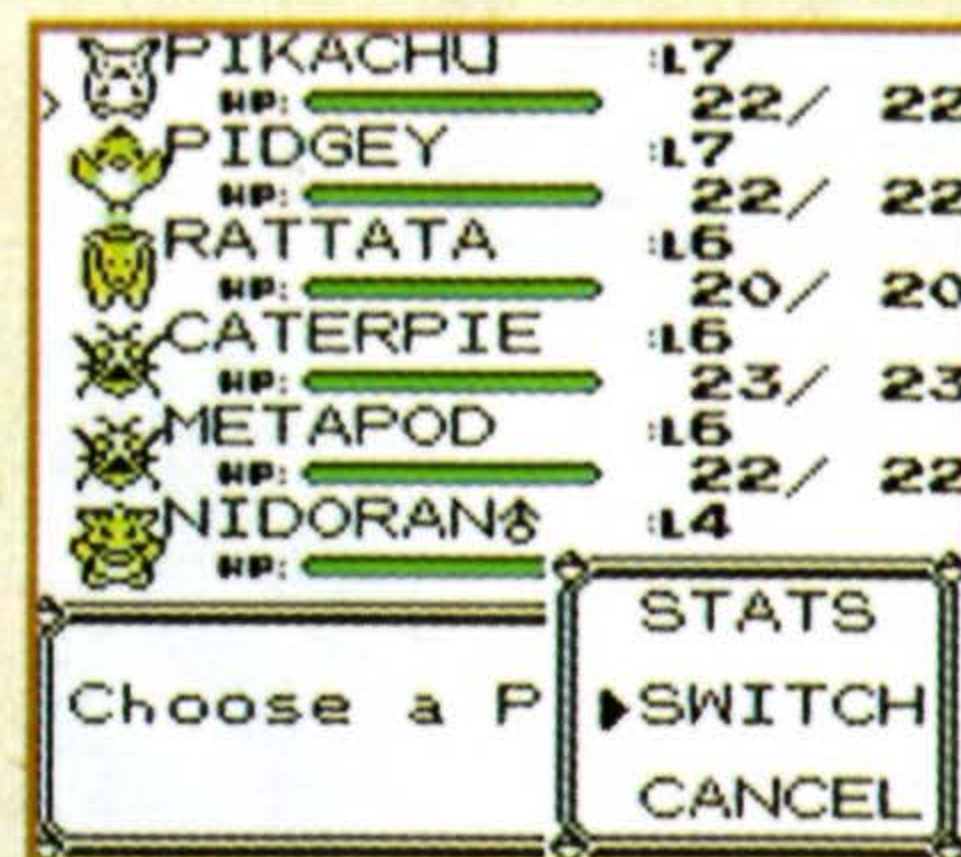 PIKACHU :L7
HP: 22/ 22
PIDGEY :L7
HP: 22/ 22
RATTATA :L6
HP: 20/ 20
CATERPIE :L6
HP: 23/ 23
METAPOD :L6
HP: 22/ 22
NIDORAN♂ :L4
HP:
STATS
Choose a P ▶SWITCH
CANCEL